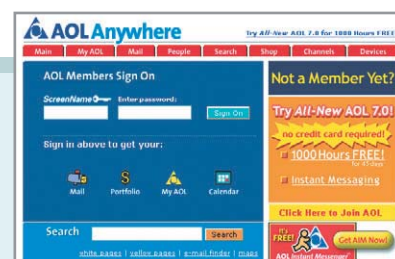 AOL Anywhere
Try All-New AOL 7.0 for 1000 Hours FREE
Main My AOL Mail People Search Shop Channels Devices
AOL Members Sign On
ScreenName Enter password:
Sign On
Sign in above to get your:
Mail Portfolio My AOL Calendar
Search
Search
white pages | yellow pages | e-mail finder | maps
Not a Member Yet?
Try All-New AOL 7.0!
no credit card required!
1000 Hours FREE!
for 45 days
Instant Messaging
Click Here to Join AOL
It's
FREE!
Get AIM Now!
AOL Instant Messenger